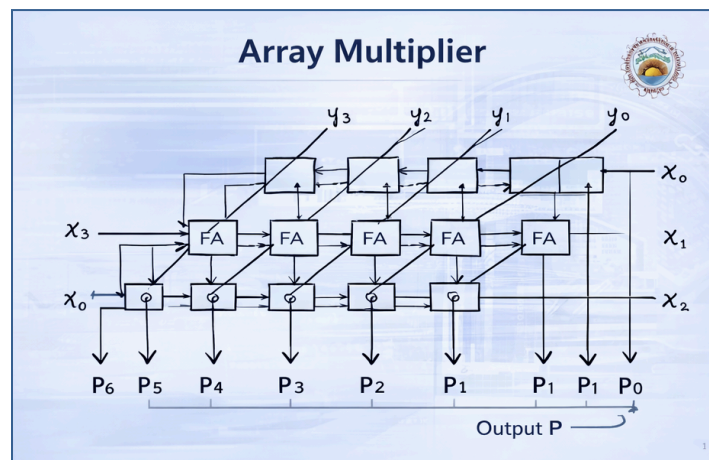 Array Multiplier
y3 y2 y1 y0
x0
x3 FA FA FA FA FA x1
x0 x2
P6 P5 P4 P3 P2 P1 P1 P1 P0
Output P
1